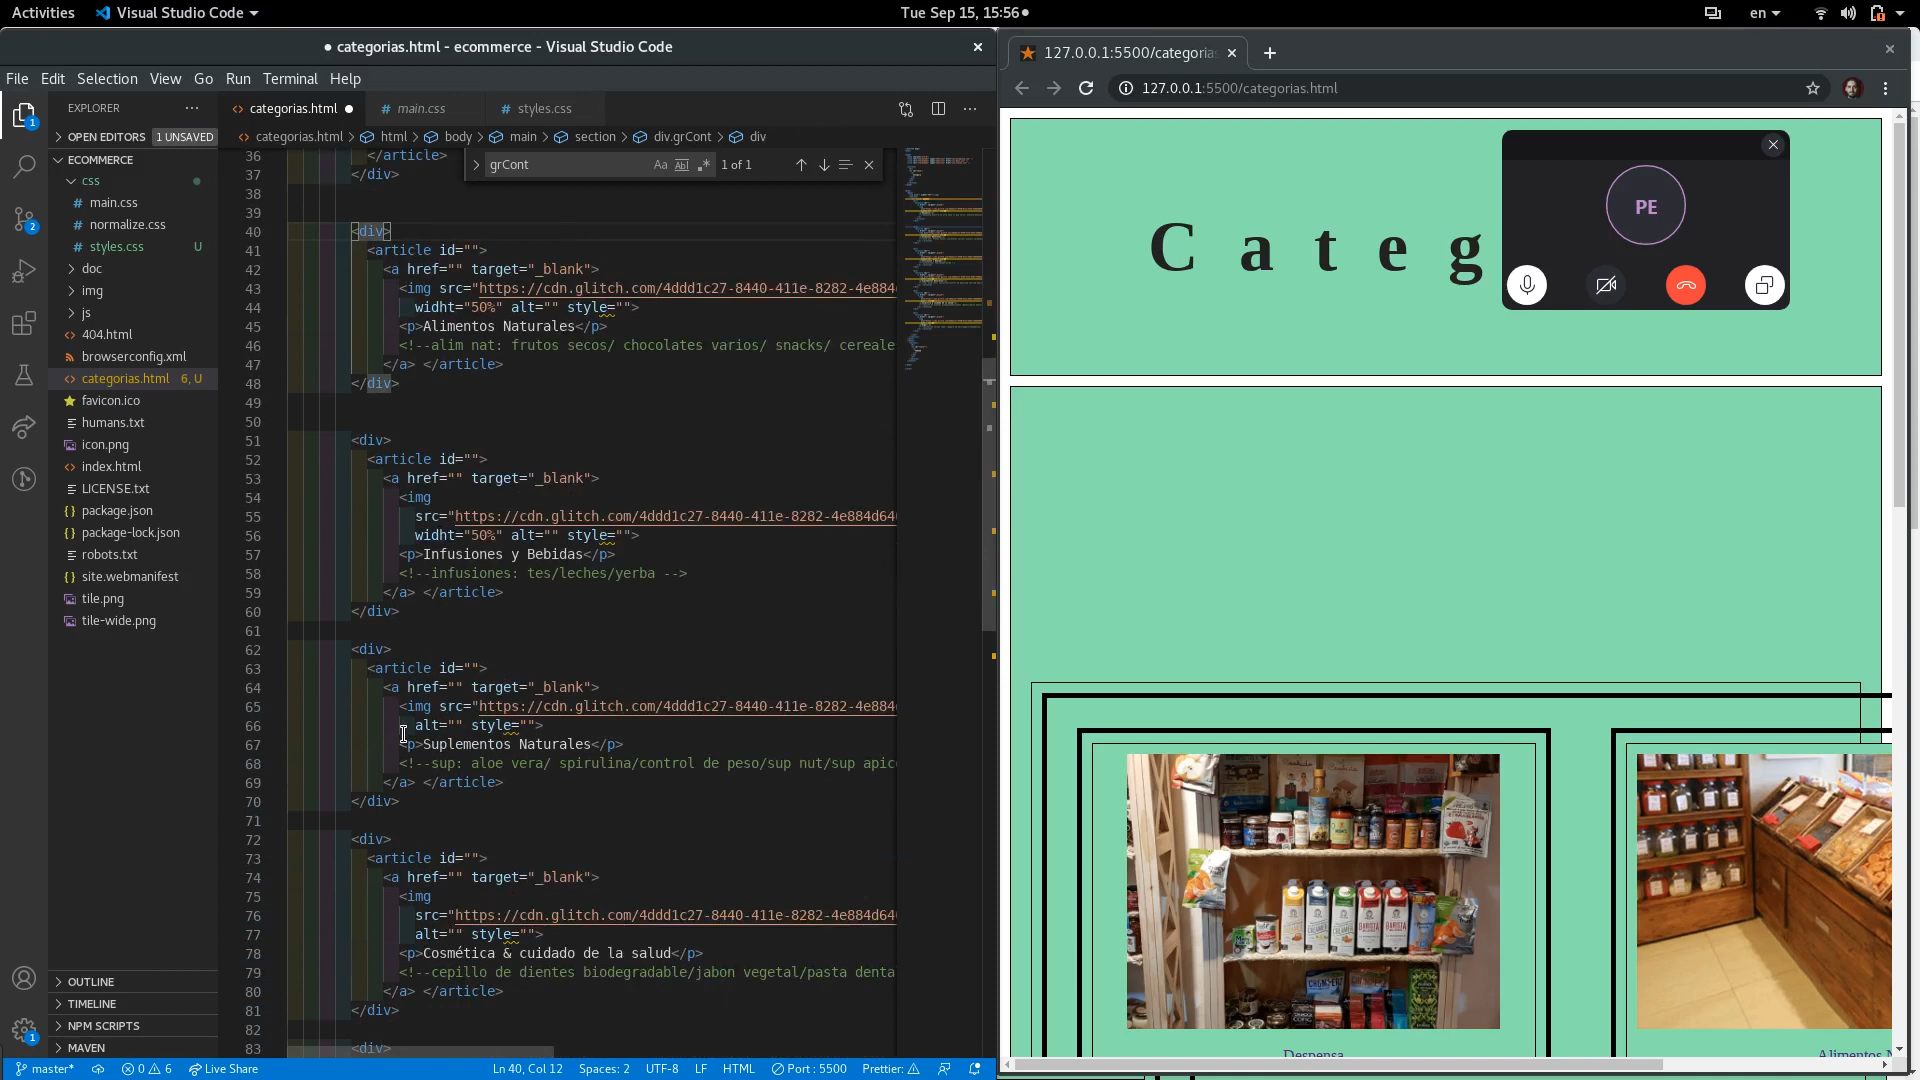 Activities
Visual Studio Code
Tue Sep 15, 15:56
en
categorias.html - ecommerce - Visual Studio Code
File Edit Selection View Go Run Terminal Help
EXPLORER
OPEN EDITORS 1 UNSAVED
ECOMMERCE
css
main.css
normalize.css
styles.css U
doc
img
js
404.html
browserconfig.xml
categorias.html 6, U
favicon.ico
humans.txt
icon.png
index.html
LICENSE.txt
package.json
package-lock.json
robots.txt
site.webmanifest
tile.png
tile-wide.png
OUTLINE
TIMELINE
NPM SCRIPTS
MAVEN
1
2
1
categorias.html
# main.css
# styles.css
categorias.html > html > body > main > section > div.grCont > div
grCont
Aa Abl .* 1 of 1
36 </article>
37 </div>
38
39
40 <div>
41 <article id="">
42 <a href="" target="_blank">
43 <img src="https://cdn.glitch.com/4ddd1c27-8440-411e-8282-4e884
44 widht="50%" alt="" style="">
45 <p>Alimentos Naturales</p>
46 <!--alim nat: frutos secos/ chocolates varios/ snacks/ cereale
47 </a> </article>
48 </div>
49
50
51 <div>
52 <article id="">
53 <a href="" target="_blank">
54 <img
55 src="https://cdn.glitch.com/4ddd1c27-8440-411e-8282-4e884d64
56 widht="50%" alt="" style="">
57 <p>Infusiones y Bebidas</p>
58 <!--infusiones: tes/leches/yerba -->
59 </a> </article>
60 </div>
61
62 <div>
63 <article id="">
64 <a href="" target="_blank">
65 <img src="https://cdn.glitch.com/4ddd1c27-8440-411e-8282-4e884
66 alt="" style="">
67 <p>Suplementos Naturales</p>
68 <!--sup: aloe vera/ spirulina/control de peso/sup nut/sup apic
69 </a> </article>
70 </div>
71
72 <div>
73 <article id="">
74 <a href="" target="_blank">
75 <img
76 src="https://cdn.glitch.com/4ddd1c27-8440-411e-8282-4e884d64
77 alt="" style="">
78 <p>Cosmética & cuidado de la salud</p>
79 <!--cepillo de dientes biodegradable/jabon vegetal/pasta denta
80 </a> </article>
81 </div>
82
83 <div>
master* 0 6 Live Share Ln 40, Col 12 Spaces: 2 UTF-8 LF HTML Port : 5500 Prettier:
127.0.0.1:5500/categoria
127.0.0.1:5500/categorias.html
Categ
PE
BARISTA
Despensa
Alimentos N